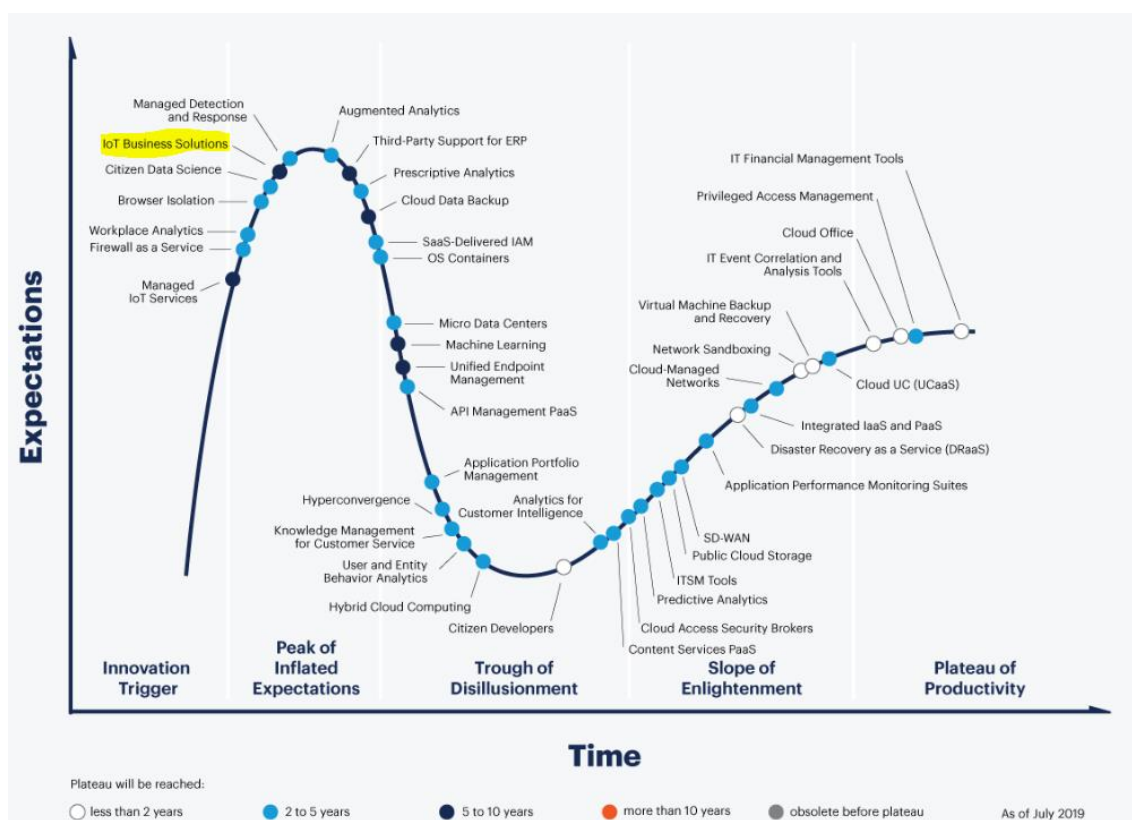 Managed Detection
and Response
IoT Business Solutions
Citizen Data Science
Browser Isolation
Workplace Analytics
Firewall as a Service
Managed
IoT Services
Augmented Analytics
Third-Party Support for ERP
Prescriptive Analytics
Cloud Data Backup
SaaS-Delivered IAM
OS Containers
Micro Data Centers
Machine Learning
Unified Endpoint
Management
API Management PaaS
Application Portfolio
Management
Hyperconvergence
Knowledge Management
for Customer Service
User and Entity
Behavior Analytics
Hybrid Cloud Computing
Citizen Developers
Analytics for
Customer Intelligence
Content Services PaaS
Cloud Access Security Brokers
Predictive Analytics
ITSM Tools
Public Cloud Storage
SD-WAN
Application Performance Monitoring Suites
Disaster Recovery as a Service (DRaaS)
Integrated IaaS and PaaS
Cloud-Managed
Networks
Network Sandboxing
Virtual Machine Backup
and Recovery
Cloud UC (UCaaS)
IT Event Correlation and
Analysis Tools
Cloud Office
Privileged Access Management
IT Financial Management Tools
Expectations
Innovation
Trigger
Peak of
Inflated
Expectations
Trough of
Disillusionment
Slope of
Enlightenment
Plateau of
Productivity
Time
Plateau will be reached:
less than 2 years
2 to 5 years
5 to 10 years
more than 10 years
obsolete before plateau
As of July 2019